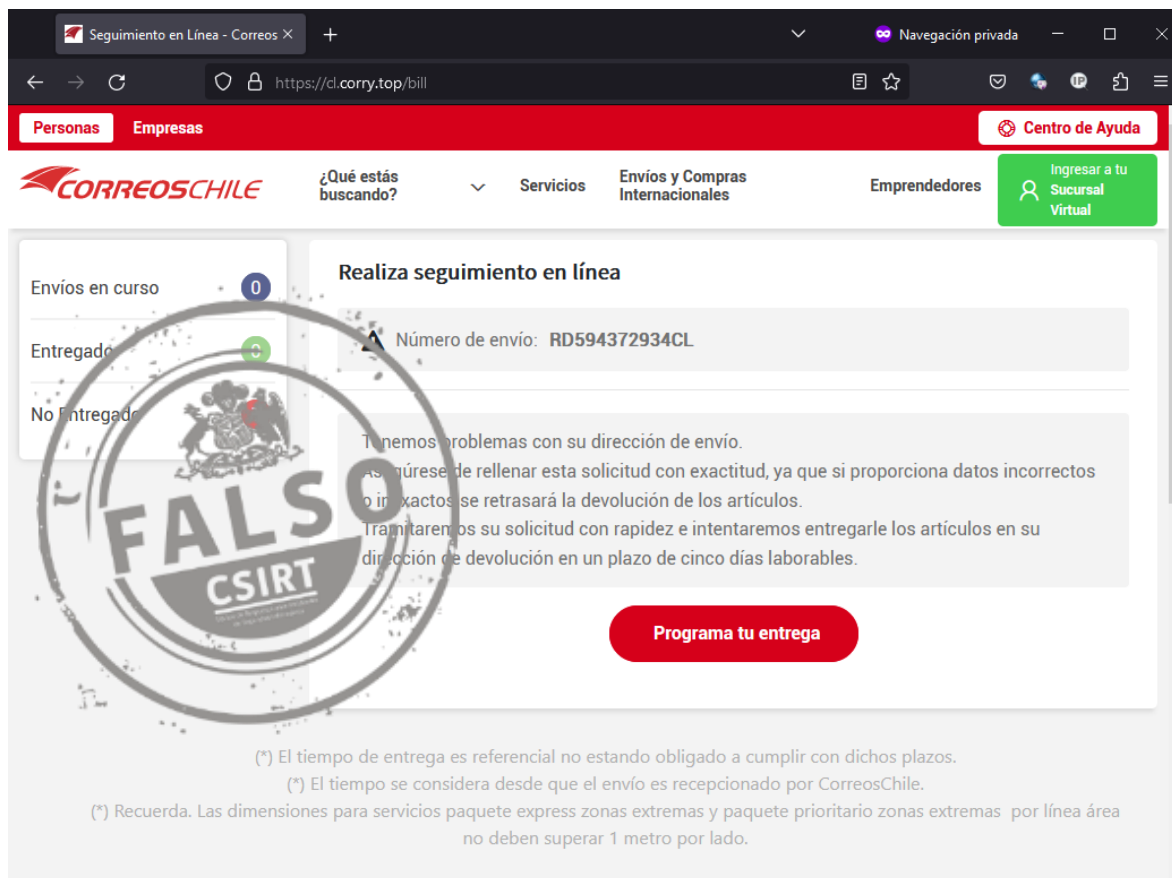 Seguimiento en Línea - Correos
Navegación privada
https://cl.corry.top/bill
Personas Empresas Centro de Ayuda
CORREOSCHILE
¿Qué estás
buscando?
Servicios
Envíos y Compras
Internacionales
Emprendedores
Ingresar a tu
Sucursal
Virtual
Envíos en curso 0
Entregado
No Entregado
Realiza seguimiento en línea
Número de envío: RD594372934CL
Tenemos problemas con su dirección de envío.
Asegúrese de rellenar esta solicitud con exactitud, ya que si proporciona datos incorrectos
o inexactos se retrasará la devolución de los artículos.
Tramitaremos su solicitud con rapidez e intentaremos entregarle los artículos en su
dirección de devolución en un plazo de cinco días laborables.
Programa tu entrega
FALSO
CSIRT
(*) El tiempo de entrega es referencial no estando obligado a cumplir con dichos plazos.
(*) El tiempo se considera desde que el envío es recepcionado por CorreosChile.
(*) Recuerda. Las dimensiones para servicios paquete express zonas extremas y paquete prioritario zonas extremas por línea área
no deben superar 1 metro por lado.